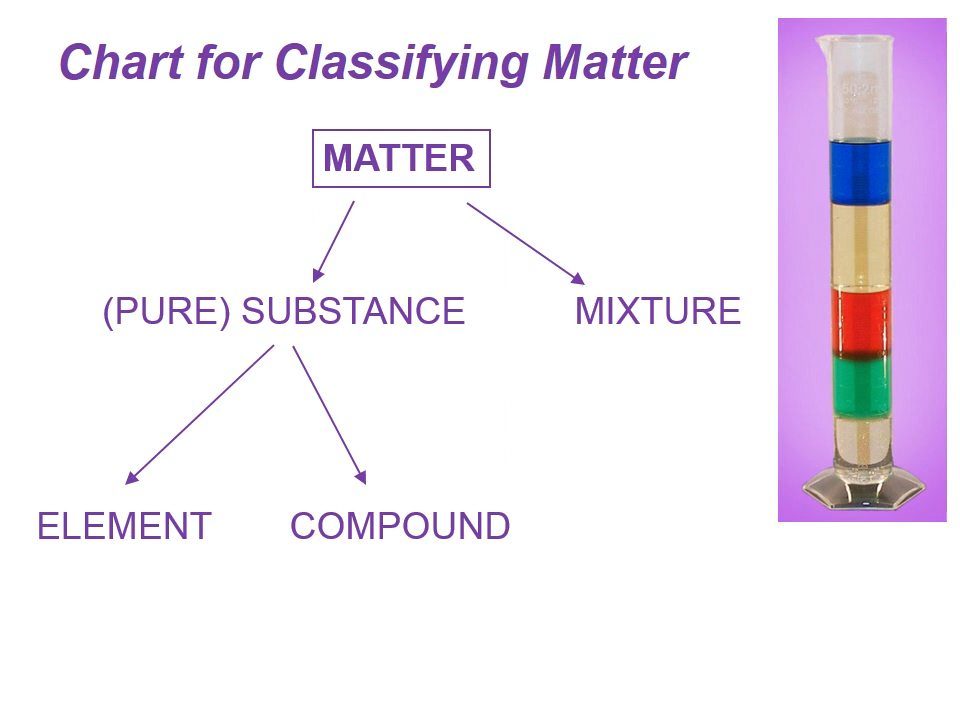 Chart for Classifying Matter
MATTER
(PURE) SUBSTANCE
MIXTURE
ELEMENT
COMPOUND